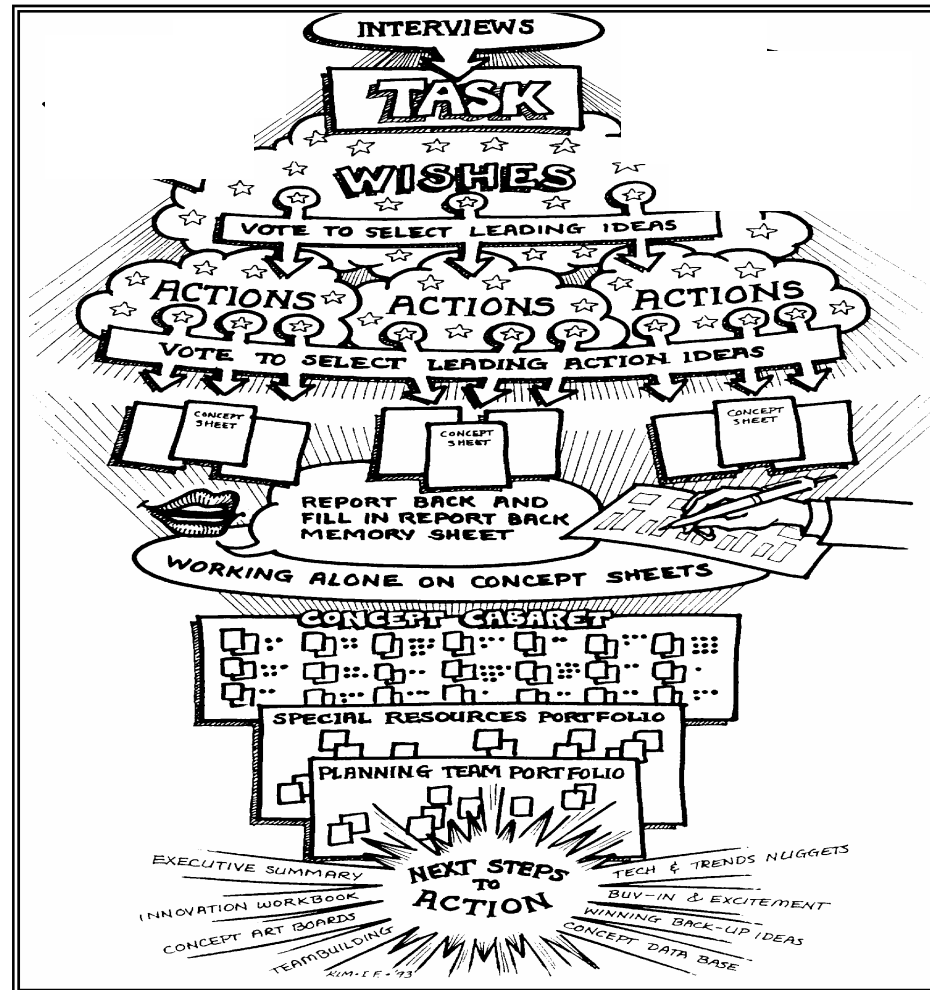 INTERVIEWS
TASK
WISHES
VOTE TO SELECT LEADING IDEAS
ACTIONS
ACTIONS
ACTIONS
VOTE TO SELECT LEADING ACTION IDEAS
CONCEPT
SHEET
CONCEPT
SHEET
CONCEPT
SHEET
REPORT BACK AND
FILL IN REPORT BACK
MEMORY SHEET
WORKING ALONE ON CONCEPT SHEETS
CONCEPT CABARET
SPECIAL RESOURCES PORTFOLIO
PLANNING TEAM PORTFOLIO
NEXT STEPS
TO
ACTION
EXECUTIVE SUMMARY
INNOVATION WORKBOOK
CONCEPT ART BOARDS
TEAMBUILDING
TECH & TRENDS NUGGETS
BUY-IN & EXCITEMENT
WINNING BACK-UP IDEAS
CONCEPT DATA BASE